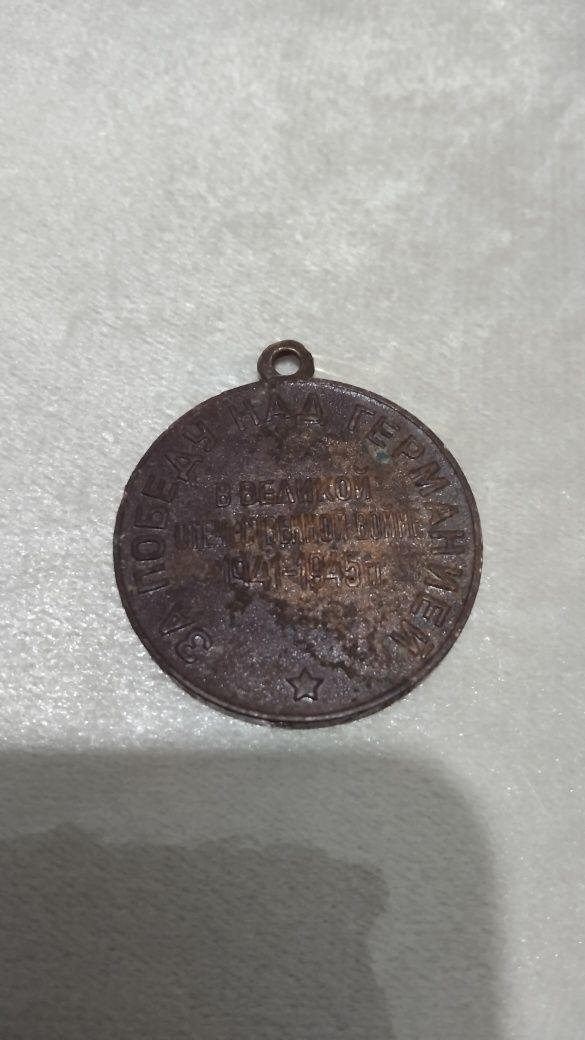 ЗА ПОБЕДУ НАД ГЕРМАНИЕЙ
В ВЕЛИКОЙ
ОТЕЧЕСТВЕННОЙ ВОЙНЕ
1941-1945 гг